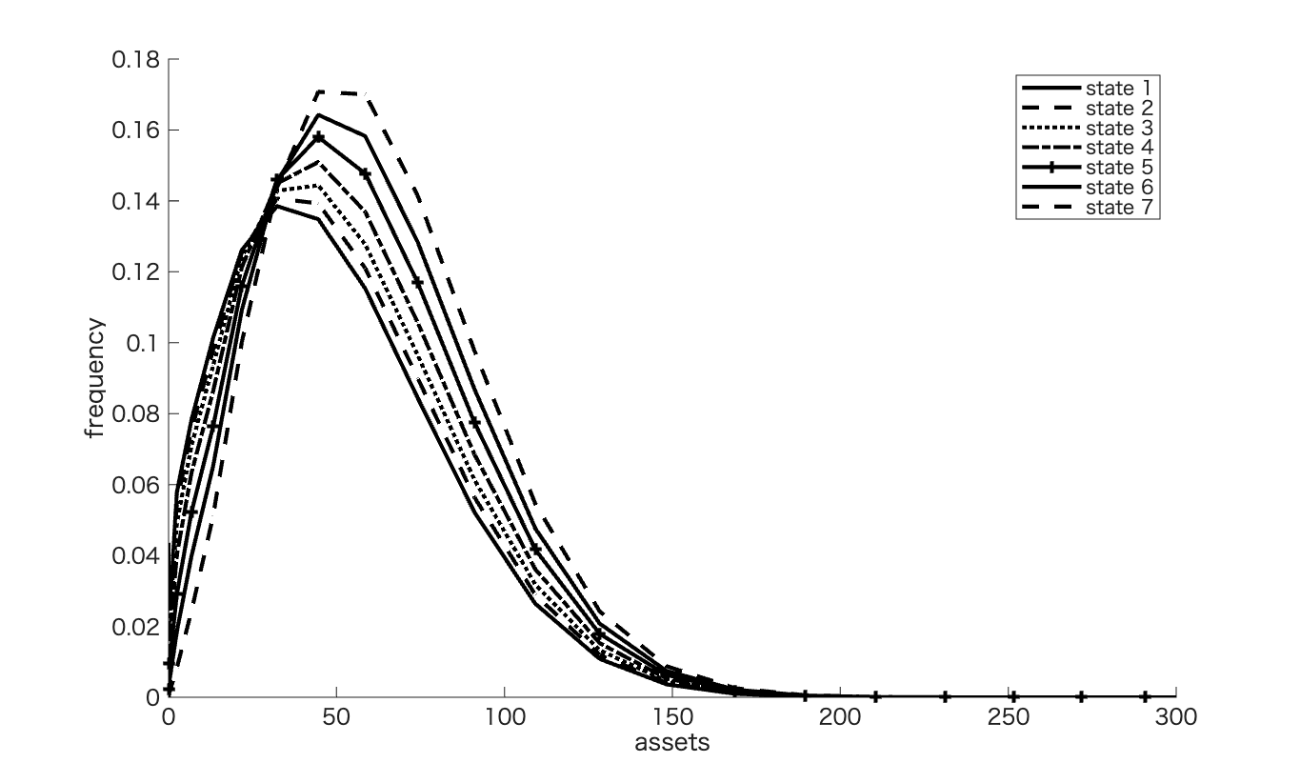 0.18
0.16
0.14
0.12
0.1
0.08
0.06
0.04
0.02
0
frequency
state 1
state 2
state 3
state 4
state 5
state 6
state 7
0 50 100 150 200 250 300
assets